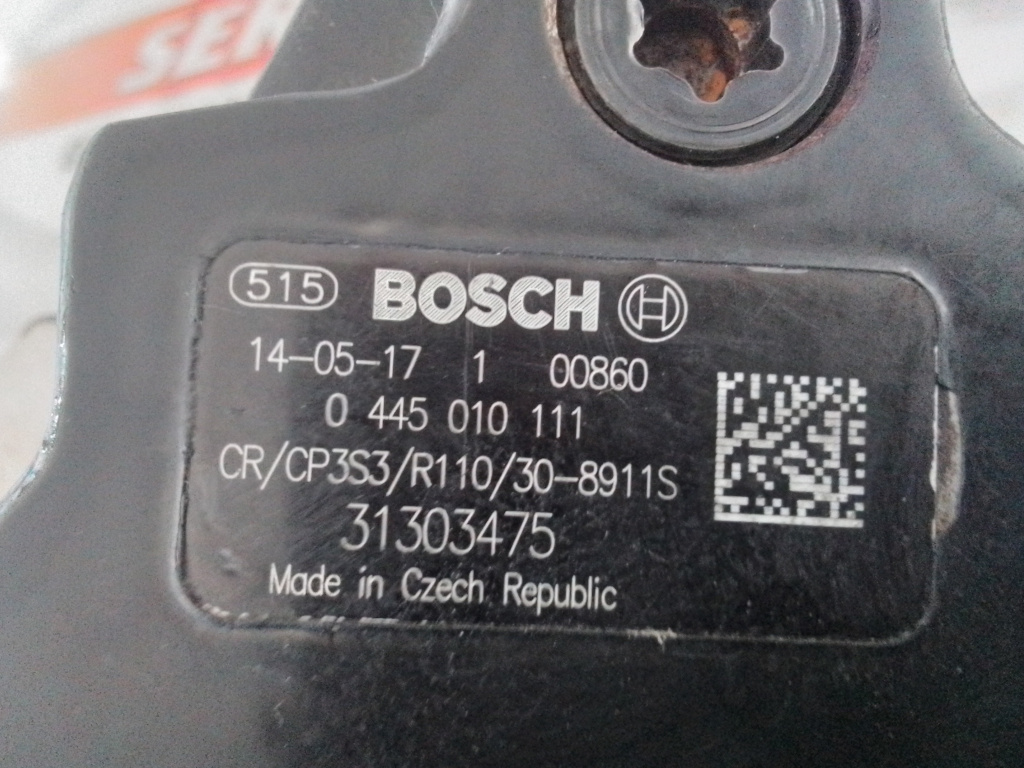 515 BOSCH
14-05-17 1 00860
0 445 010 111
CR/CP3S3/R110/30-8911S
31303475
Made in Czech Republic